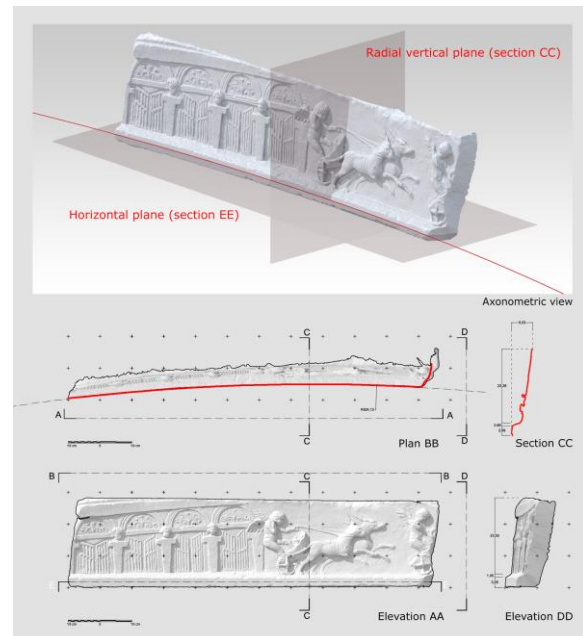 Radial vertical plane (section CC)
Horizontal plane (section EE)
Axonometric view
C
D
A
A
C
D
Plan BB
Section CC
B
B
C
D
E
C
D
Elevation AA
Elevation DD